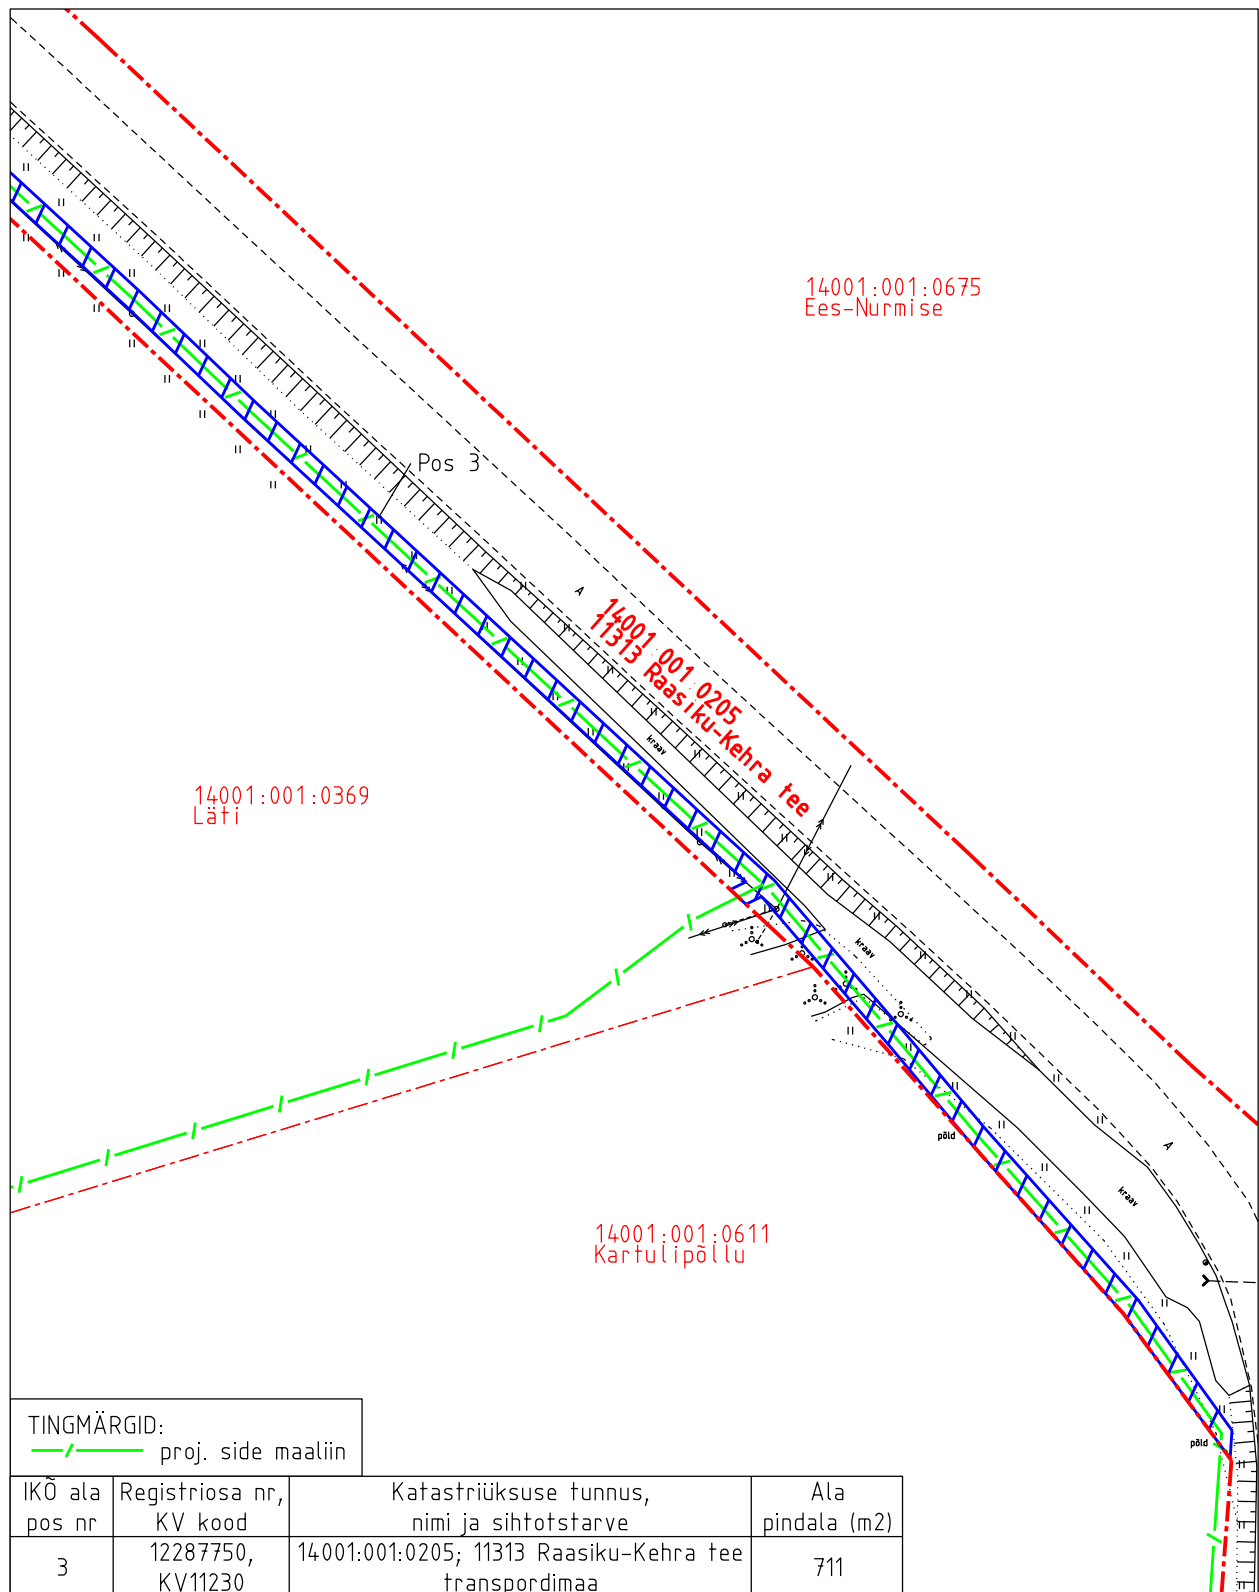 14001:001:0675
Ees-Nurmise
Pos 3
A
14001:001:0205
11313 Raasiku-Kehra tee
kraav
14001:001:0369
Läti
kraav
põld
A
kraav
14001:001:0611
Kartulipõllu
põld
TINGMÄRGID:
proj. side maaliin
IKÕ ala pos nr
Registriosa nr, KV kood
Katastriüksuse tunnus, nimi ja sihtotstarve
Ala pindala (m2)
3
12287750, KV11230
14001:001:0205; 11313 Raasiku-Kehra tee transpordimaa
711